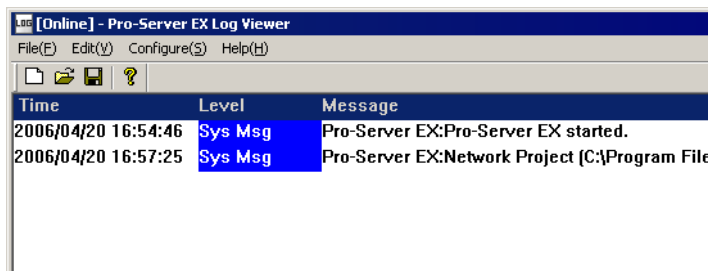 LOG [Online] - Pro-Server EX Log Viewer
File(F) Edit(V) Configure(S) Help(H)
Time Level Message
2006/04/20 16:54:46 Sys Msg Pro-Server EX:Pro-Server EX started.
2006/04/20 16:57:25 Sys Msg Pro-Server EX:Network Project (C:\Program File